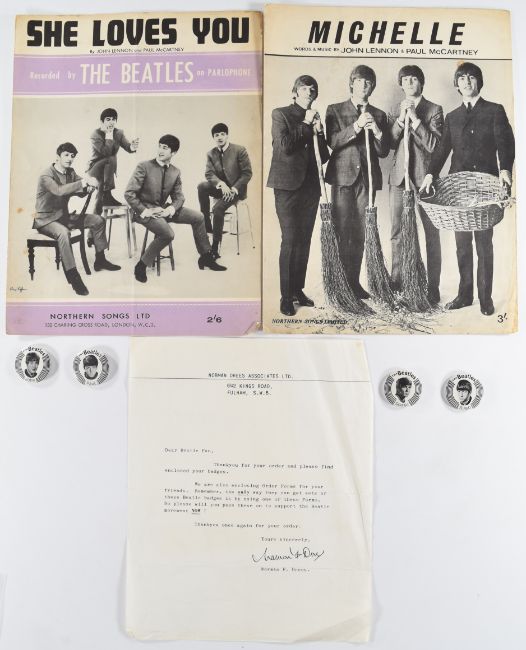 SHE LOVES YOU
By JOHN LENNON and PAUL McCARTNEY
Recorded by THE BEATLES on PARLOPHONE
NORTHERN SONGS LTD
132 CHARING CROSS ROAD, LONDON, W.C.2.
2/6
MICHELLE
WORDS & MUSIC BY JOHN LENNON & PAUL McCARTNEY
NORTHERN SONGS LIMITED
3/-
Beatles
Beatles
Beatles
Beatles
NORMAN DREES ASSOCIATES LTD.
642 KINGS ROAD,
FULHAM, S.W.6.
Dear Beatle Fan,
Thankyou for your order and please find
enclosed your badges.
We are also enclosing Order Forms for your
friends. Remember, the only way they can get sets of
these Beatle badges is by using one of these forms.
So please will you pass these on to support the Beatle
movement NOW!
Thankyou once again for your order.
Yours sincerely,
Norman F. Drees.